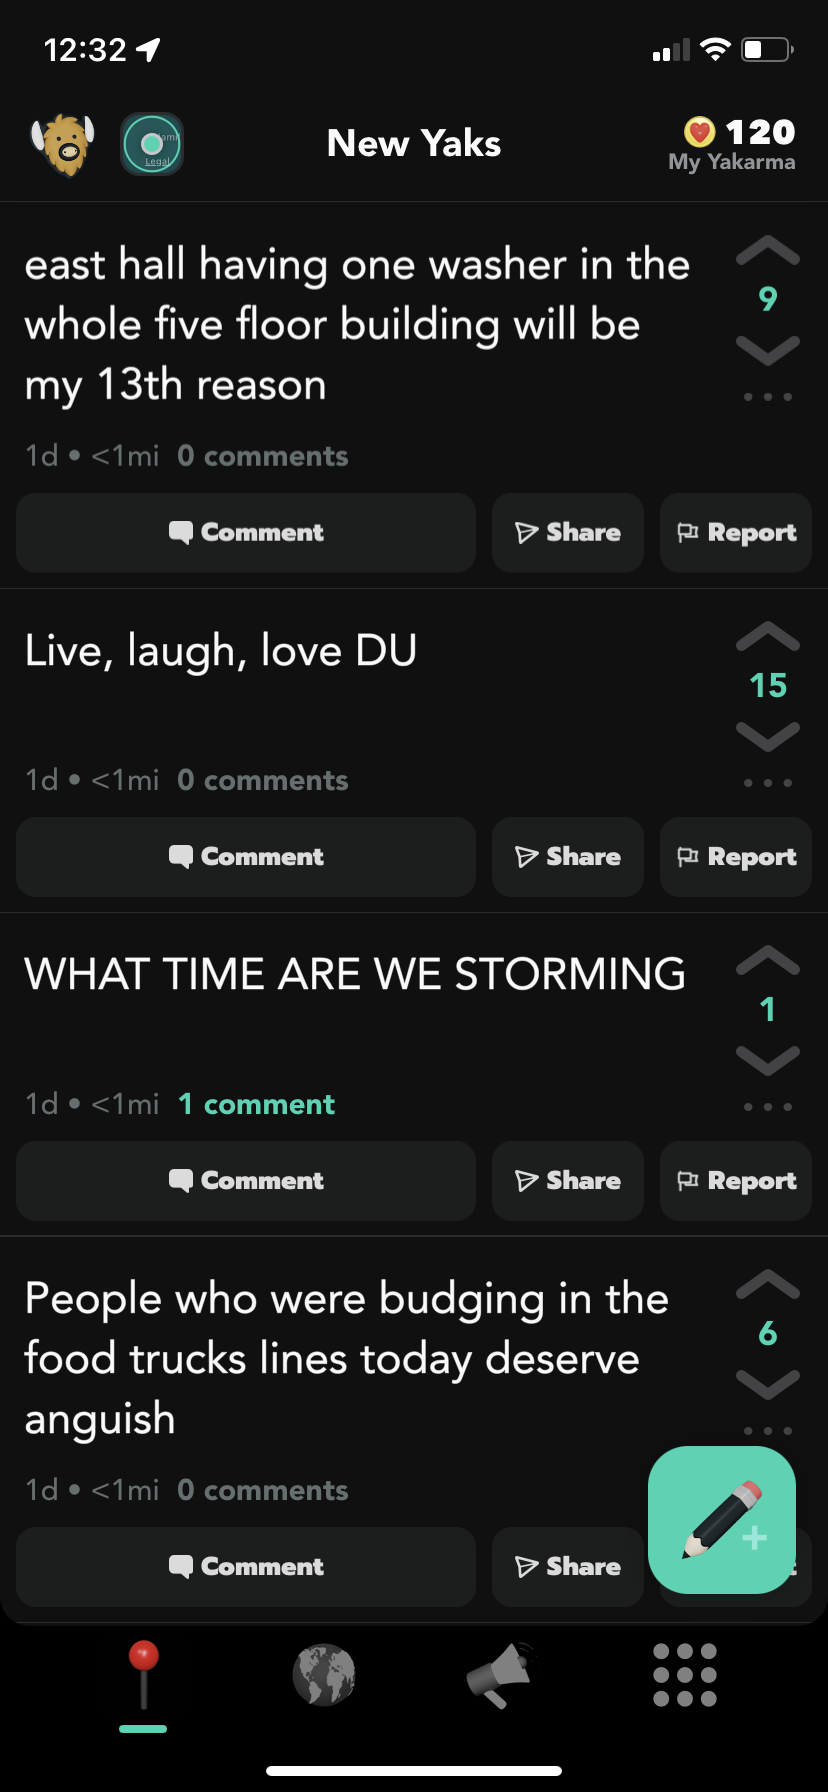 12:32
New Yaks
120
My Yakarma
Legal
east hall having one washer in the
whole five floor building will be
my 13th reason
9
1d • <1mi 0 comments
Comment
Share
Report
Live, laugh, love DU
15
1d • <1mi 0 comments
Comment
Share
Report
WHAT TIME ARE WE STORMING
1
1d • <1mi 1 comment
Comment
Share
Report
People who were budging in the
food trucks lines today deserve
anguish
6
1d • <1mi 0 comments
Comment
Share